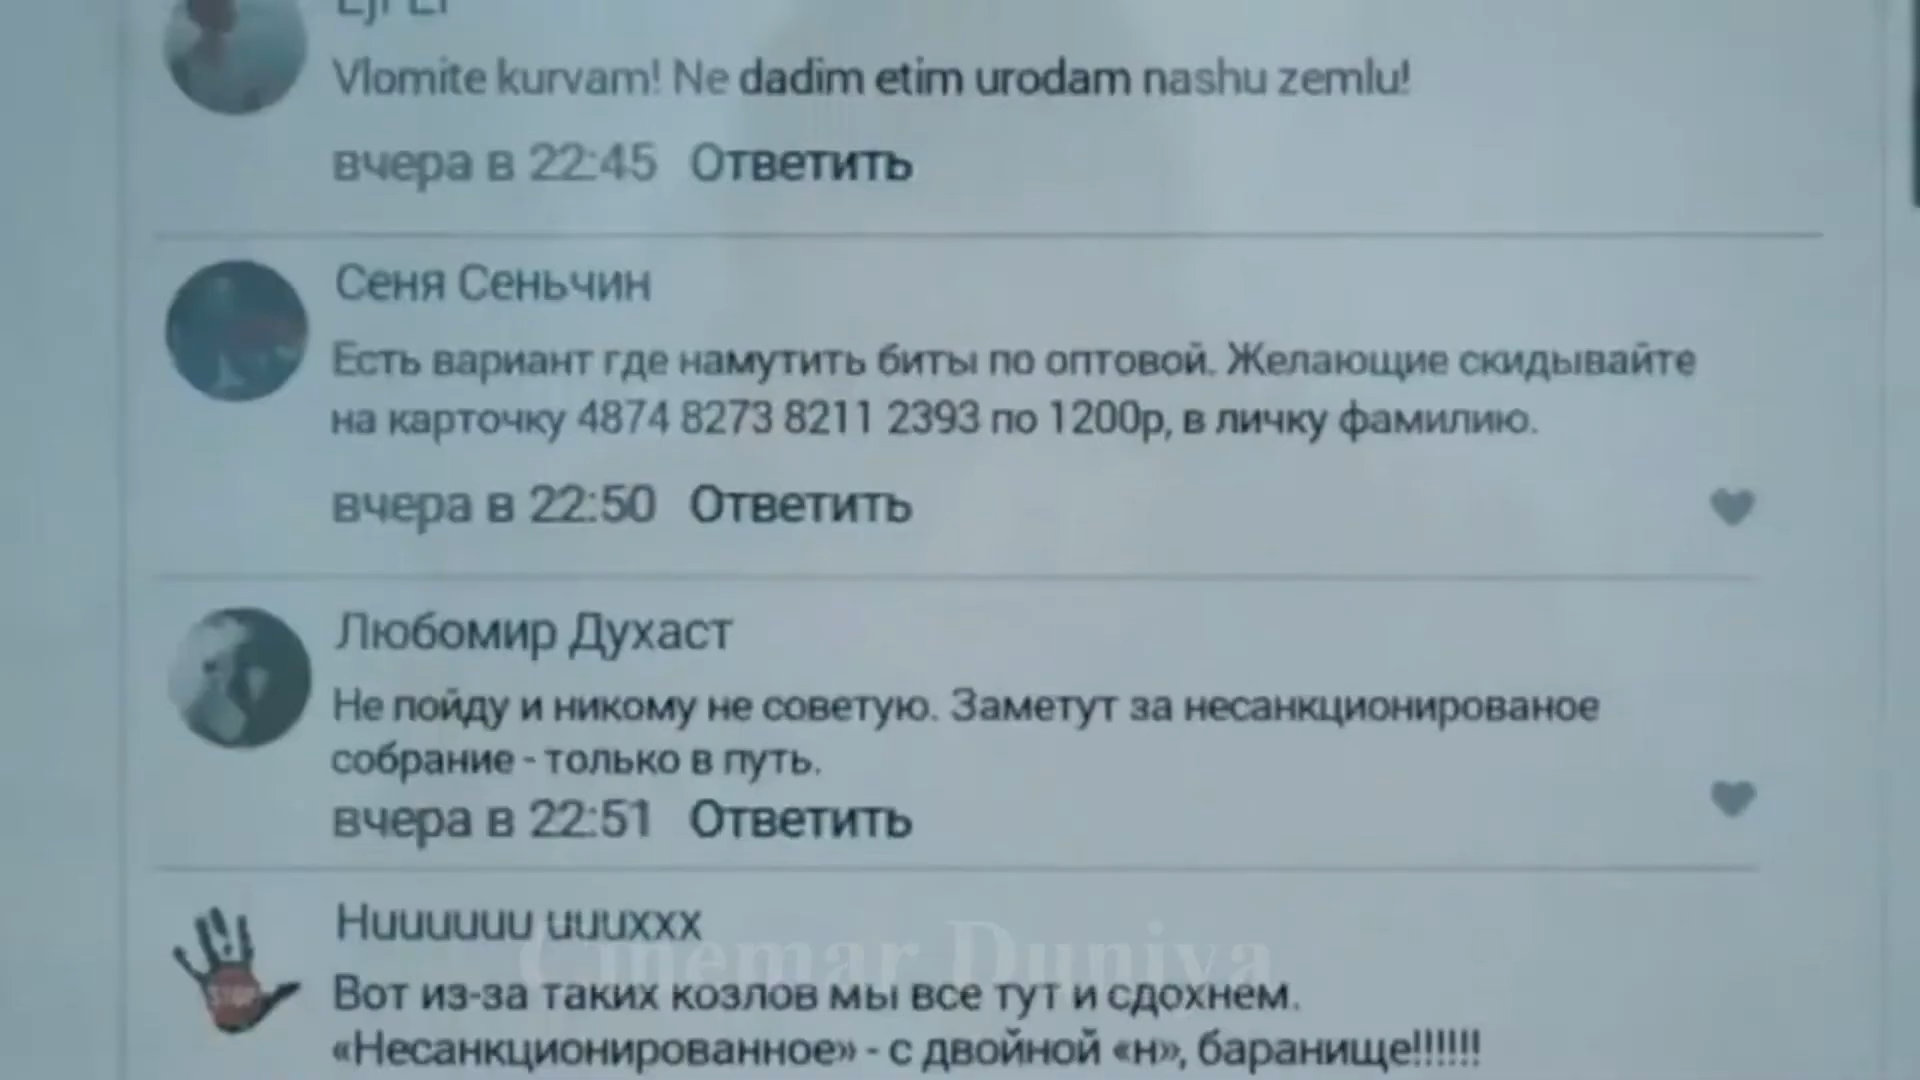 Vlomite kurvam! Ne dadim etim urodam nashu zemlu!
вчера в 22:45 Ответить
Сеня Сеньчин
Есть вариант где намутить биты по оптовой. Желающие скидывайте
на карточку 4874 8273 8211 2393 по 1200р, в личку фамилию.
вчера в 22:50 Ответить
Любомир Духаст
Не пойду и никому не советую. Заметут за несанкционированое
собрание - только в путь.
вчера в 22:51 Ответить
Нииииии иииххх
STOP
Cinemar Duniya
Вот из-за таких козлов мы все тут и сдохнем.
«Несанкционированное» - с двойной «н», баранище!!!!!!